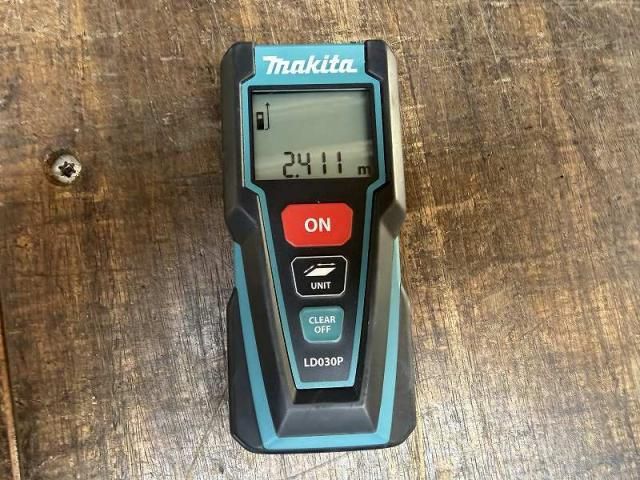 makita
2.411 m
ON
UNIT
CLEAR
OFF
LD030P